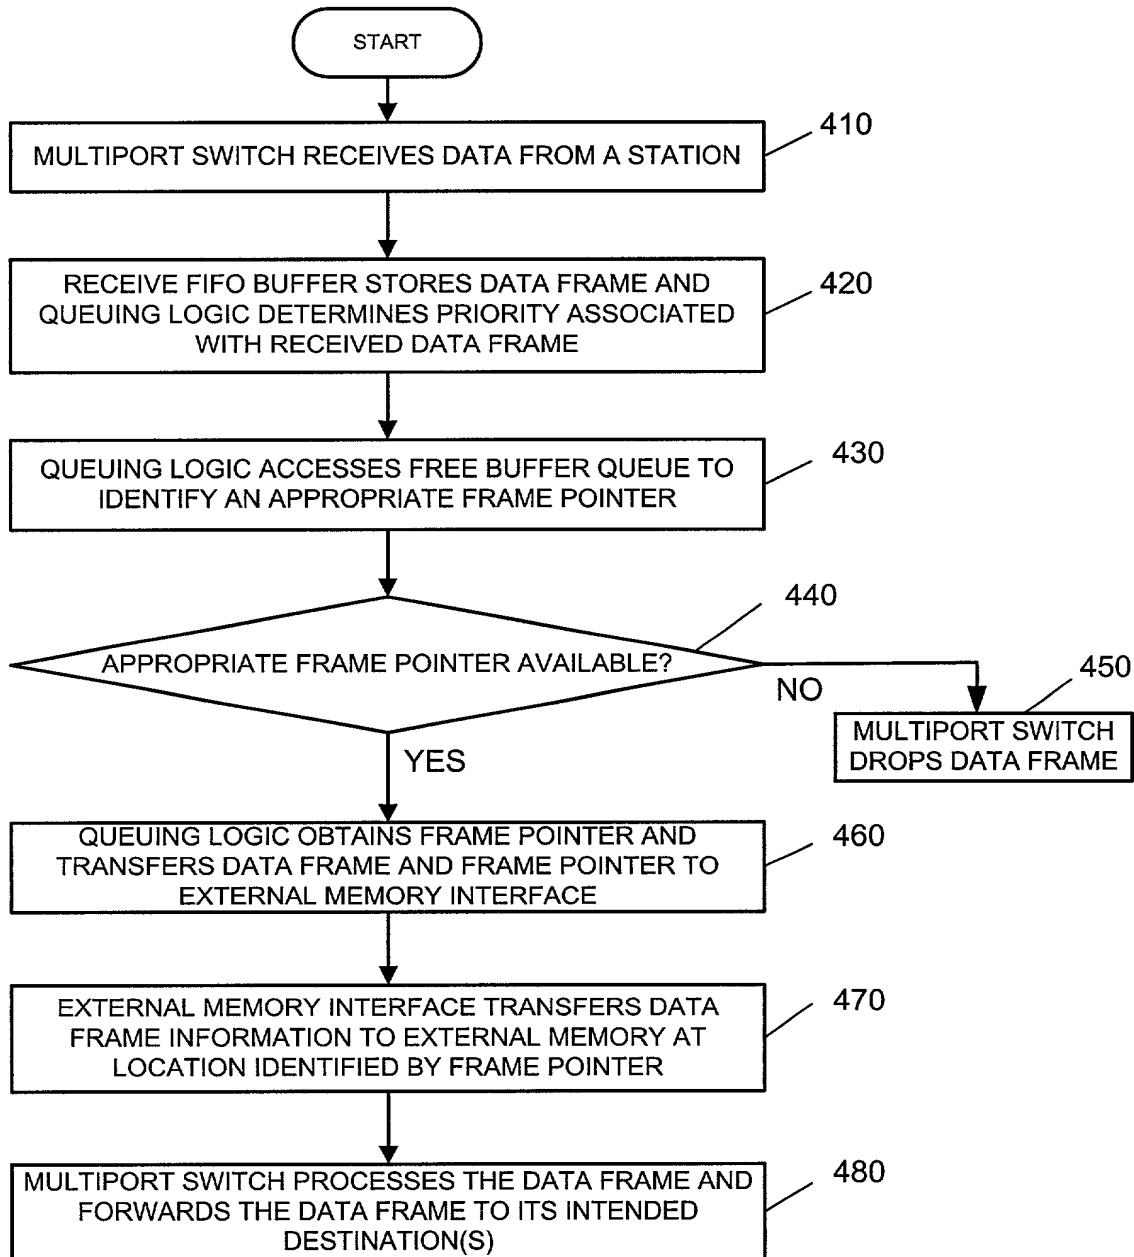 START
MULTIPORT SWITCH RECEIVES DATA FROM A STATION
410
RECEIVE FIFO BUFFER STORES DATA FRAME AND
QUEUING LOGIC DETERMINES PRIORITY ASSOCIATED
WITH RECEIVED DATA FRAME
420
QUEUING LOGIC ACCESSES FREE BUFFER QUEUE TO
IDENTIFY AN APPROPRIATE FRAME POINTER
430
APPROPRIATE FRAME POINTER AVAILABLE?
440
NO
450
MULTIPORT SWITCH
DROPS DATA FRAME
YES
QUEUING LOGIC OBTAINS FRAME POINTER AND
TRANSFERS DATA FRAME AND FRAME POINTER TO
EXTERNAL MEMORY INTERFACE
460
EXTERNAL MEMORY INTERFACE TRANSFERS DATA
FRAME INFORMATION TO EXTERNAL MEMORY AT
LOCATION IDENTIFIED BY FRAME POINTER
470
MULTIPORT SWITCH PROCESSES THE DATA FRAME AND
FORWARDS THE DATA FRAME TO ITS INTENDED
DESTINATION(S)
480